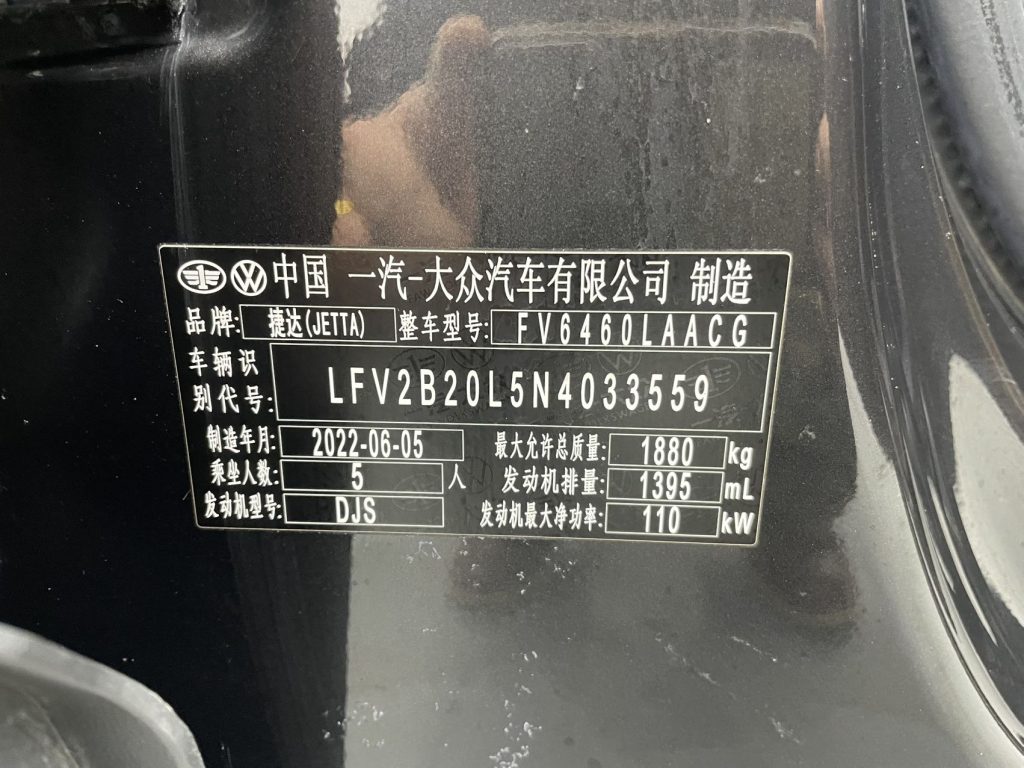 中国 一汽-大众汽车有限公司 制造
品牌: 捷达(JETTA) 整车型号: FV6460LAACG
车辆识
别代号: LFV2B20L5N4033559
制造年月: 2022-06-05 最大允许总质量: 1880 kg
乘坐人数: 5 人 发动机排量: 1395 mL
发动机型号: DJS 发动机最大净功率: 110 kW